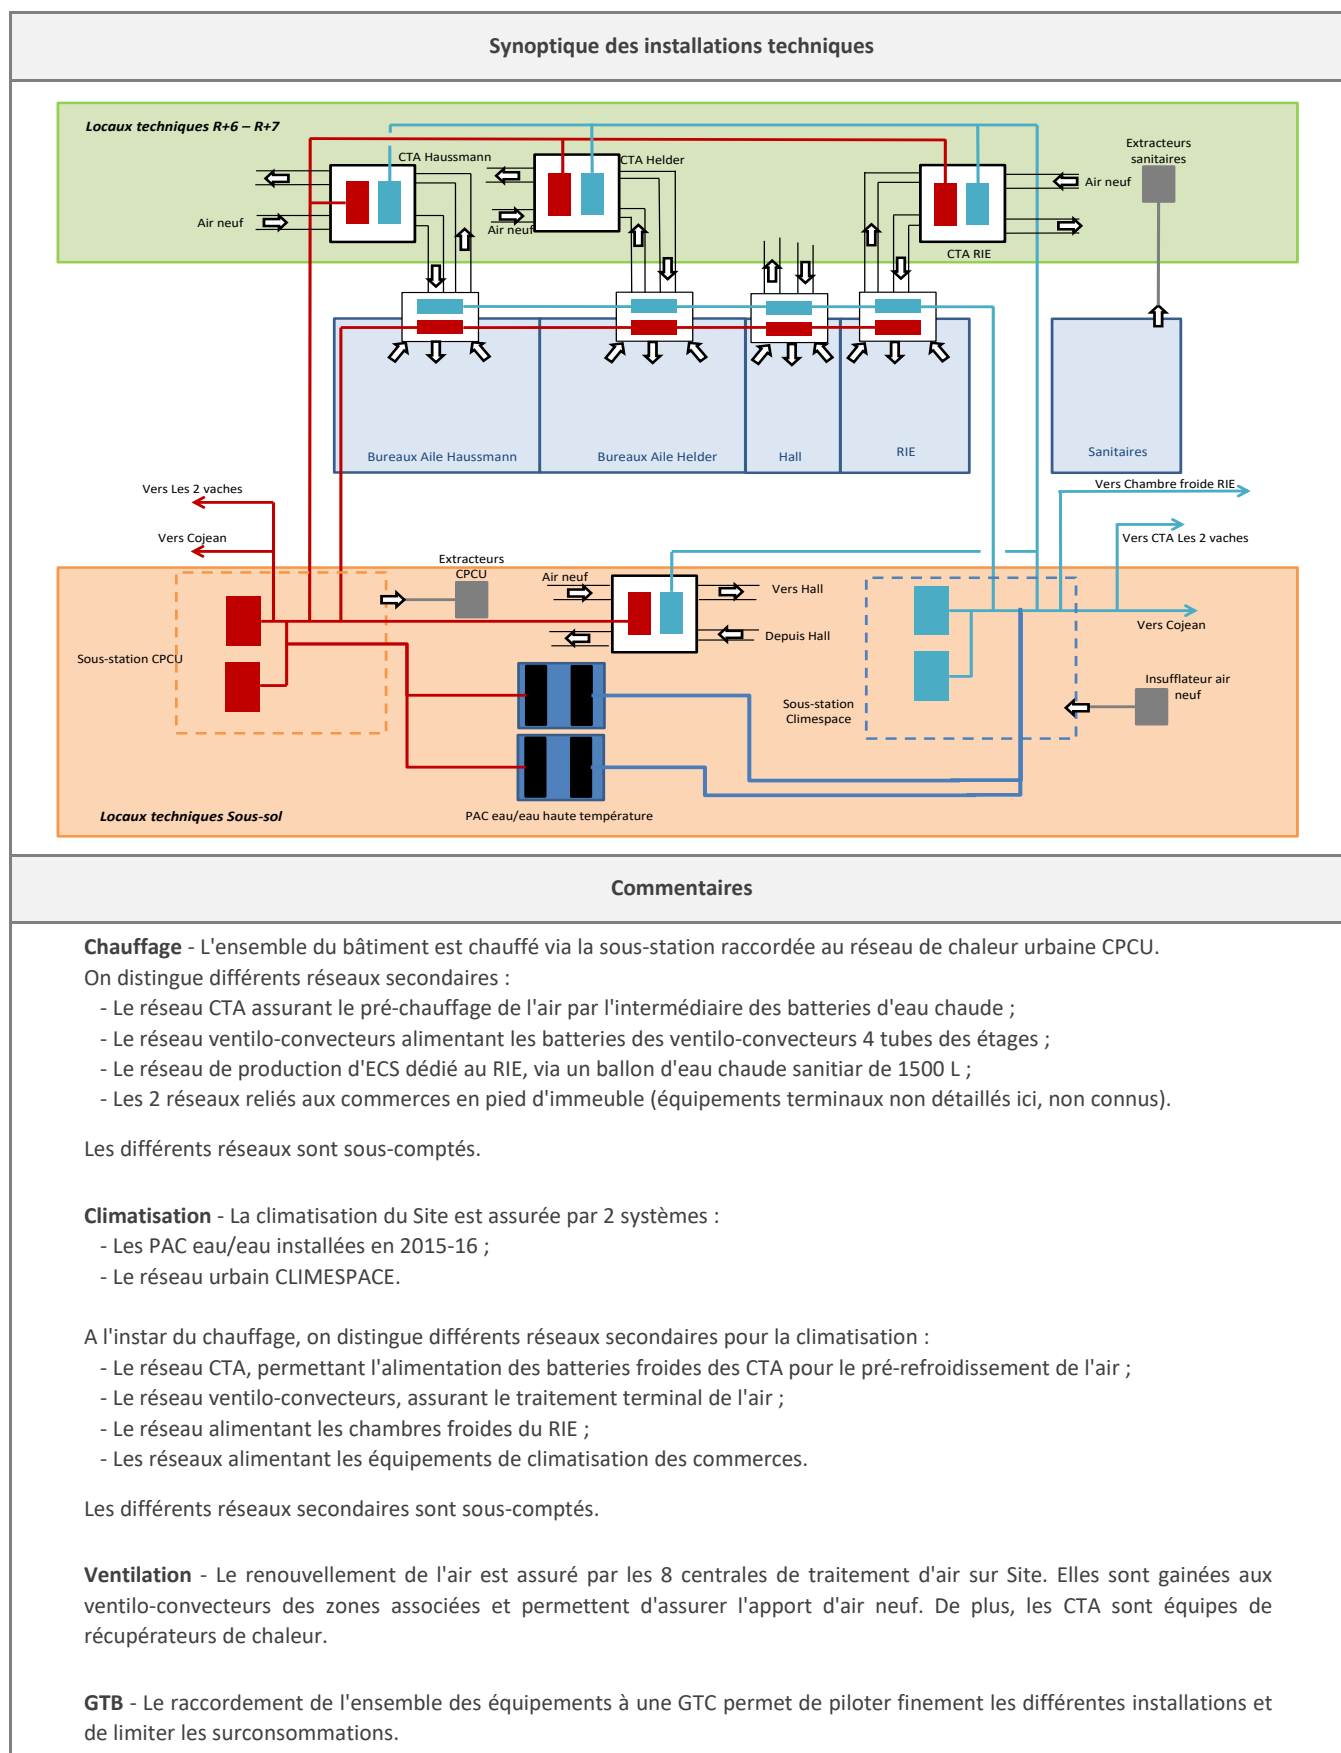 Synoptique des installations techniques
Locaux techniques R+6 – R+7
CTA Haussmann
CTA Helder
Extracteurs
sanitaires
Air neuf
Air neuf
Air neuf
CTA RIE
Bureaux Aile Haussmann
Bureaux Aile Helder
Hall
RIE
Sanitaires
Vers Les 2 vaches
Vers Chambre froide RIE
Vers Cojean
Vers CTA Les 2 vaches
Extracteurs
CPCU
Air neuf
Vers Hall
Depuis Hall
Vers Cojean
Sous-station CPCU
Sous-station
Climespace
Insufflateur air
neuf
Locaux techniques Sous-sol
PAC eau/eau haute température
Commentaires
Chauffage - L'ensemble du bâtiment est chauffé via la sous-station raccordée au réseau de chaleur urbaine CPCU.
On distingue différents réseaux secondaires :
- Le réseau CTA assurant le pré-chauffage de l'air par l'intermédiaire des batteries d'eau chaude ;
- Le réseau ventilo-convecteurs alimentant les batteries des ventilo-convecteurs 4 tubes des étages ;
- Le réseau de production d'ECS dédié au RIE, via un ballon d'eau chaude sanitiar de 1500 L ;
- Les 2 réseaux reliés aux commerces en pied d'immeuble (équipements terminaux non détaillés ici, non connus).
Les différents réseaux sont sous-comptés.
Climatisation - La climatisation du Site est assurée par 2 systèmes :
- Les PAC eau/eau installées en 2015-16 ;
- Le réseau urbain CLIMESPACE.
A l'instar du chauffage, on distingue différents réseaux secondaires pour la climatisation :
- Le réseau CTA, permettant l'alimentation des batteries froides des CTA pour le pré-refroidissement de l'air ;
- Le réseau ventilo-convecteurs, assurant le traitement terminal de l'air ;
- Le réseau alimentant les chambres froides du RIE ;
- Les réseaux alimentant les équipements de climatisation des commerces.
Les différents réseaux secondaires sont sous-comptés.
Ventilation - Le renouvellement de l'air est assuré par les 8 centrales de traitement d'air sur Site. Elles sont gainées aux
ventilo-convecteurs des zones associées et permettent d'assurer l'apport d'air neuf. De plus, les CTA sont équipes de
récupérateurs de chaleur.
GTB - Le raccordement de l'ensemble des équipements à une GTC permet de piloter finement les différentes installations et
de limiter les surconsommations.